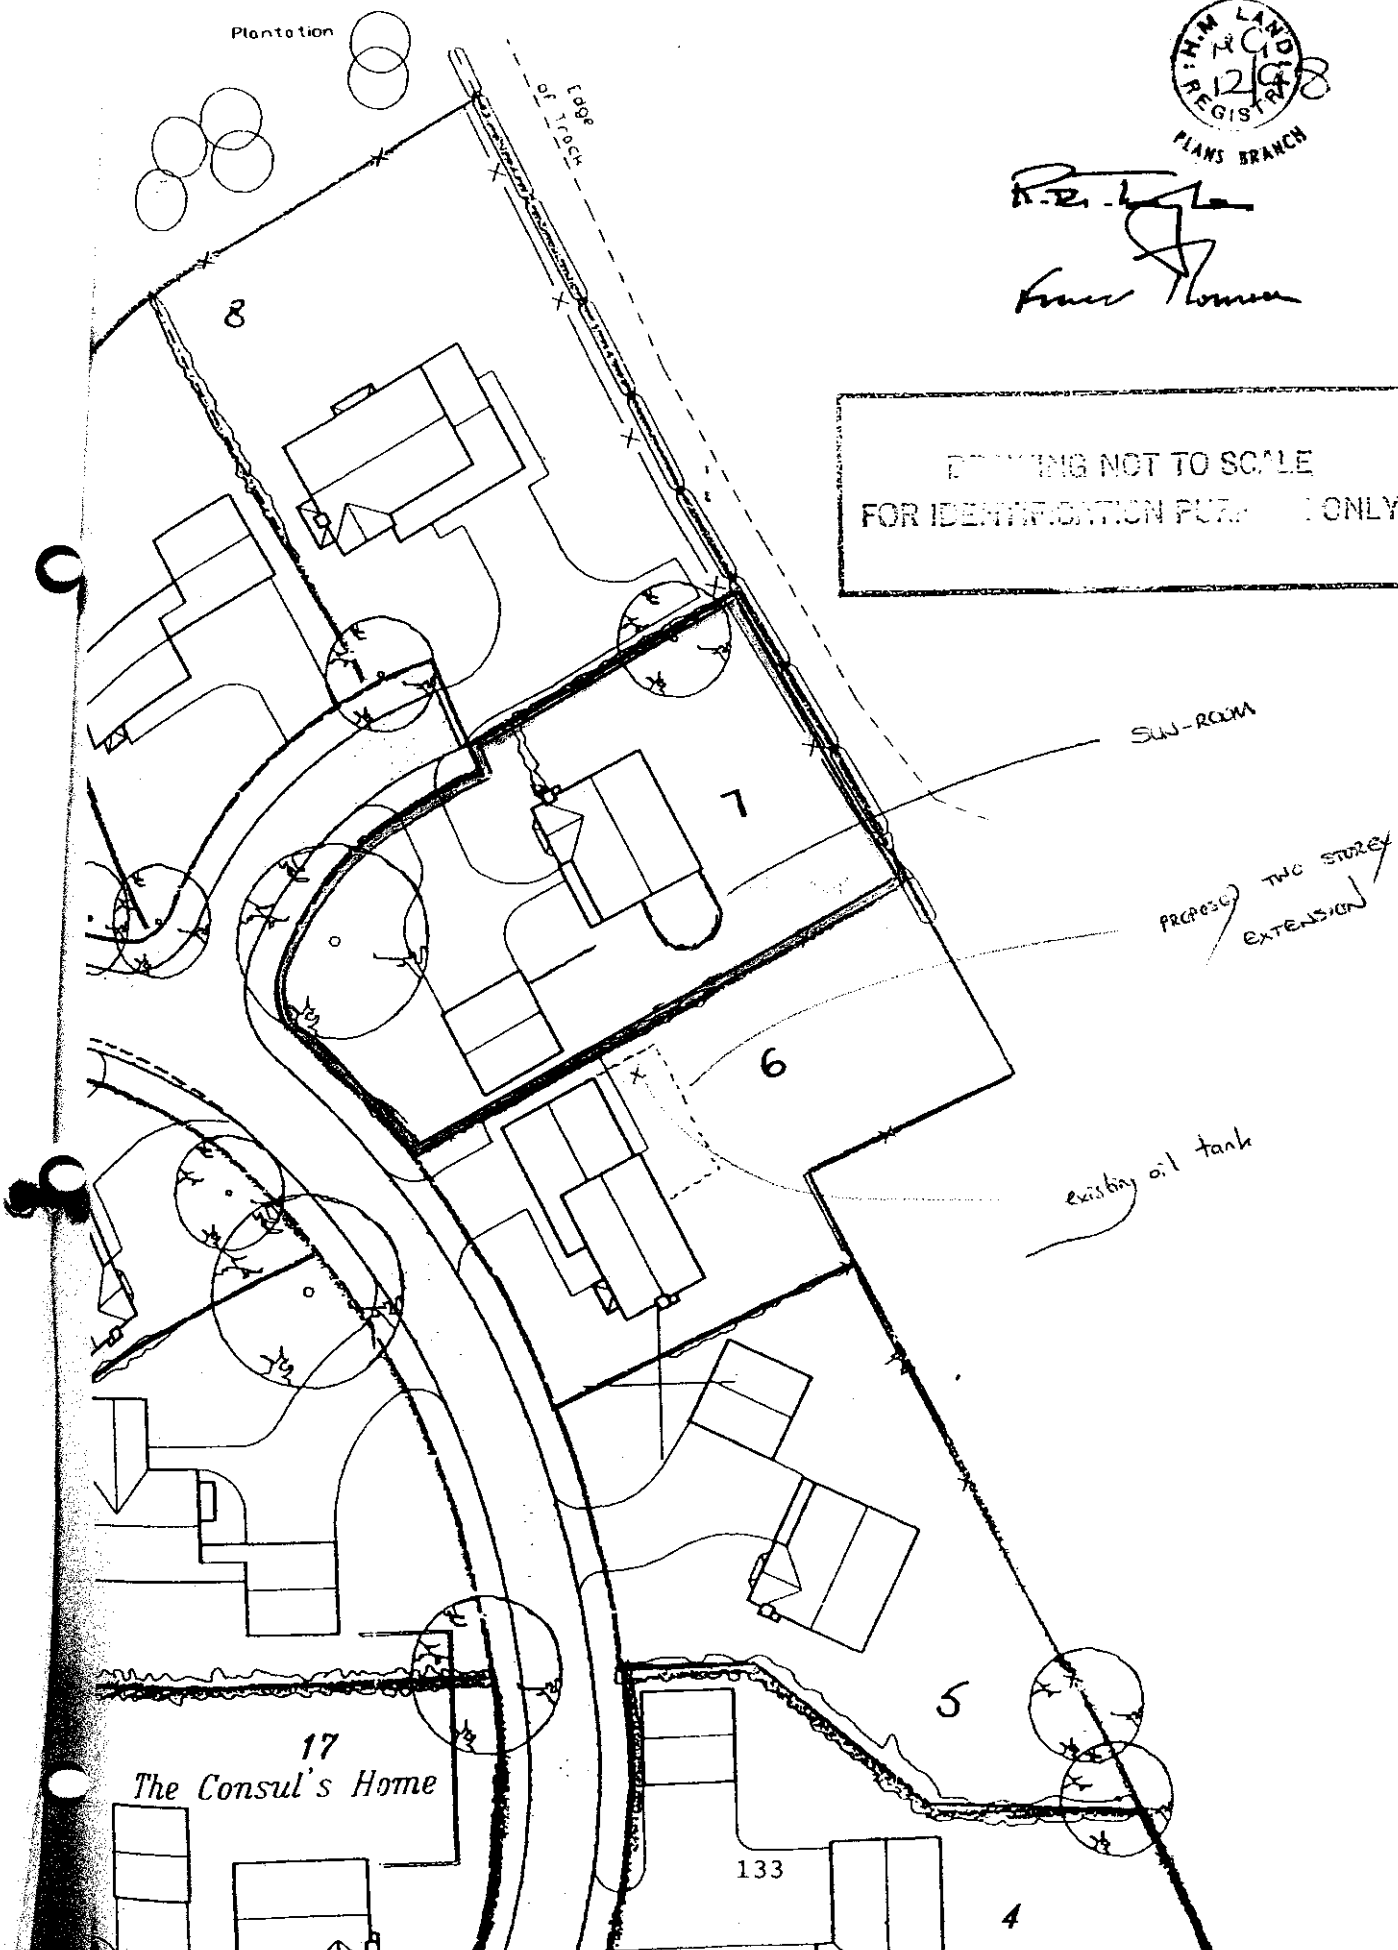 Plantation
Edge
of Track
H.M LAND
REGISTRY
PLANS BRANCH
NOT TO SCALE
FOR IDENTIFICATION ONLY
8
7
SUN-ROOM
PROPOSED TWO STOREY
EXTENSION
6
existing oil tank
5
17
The Consul's Home
133
4